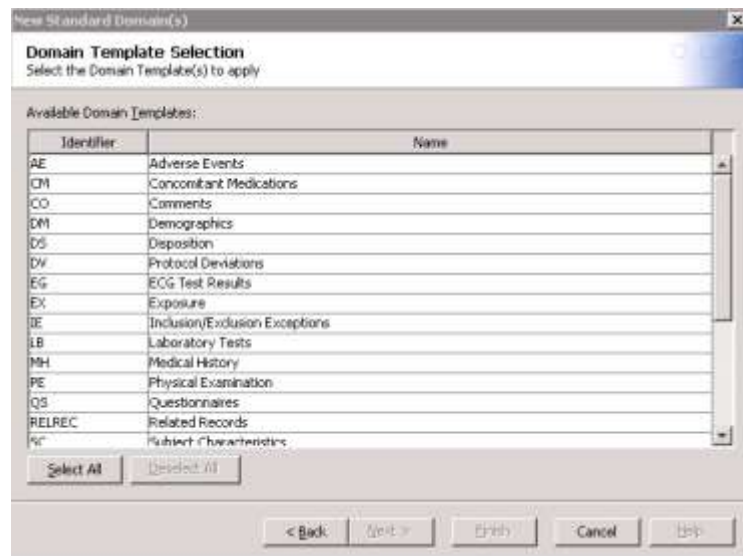 New Standard Domain(s)
Domain Template Selection
Select the Domain Template(s) to apply
Available Domain Templates:
Identifier Name
AE Adverse Events
CM Concomitant Medications
CO Comments
DM Demographics
DS Disposition
DV Protocol Deviations
EG ECG Test Results
EX Exposure
IE Inclusion/Exclusion Exceptions
LB Laboratory Tests
MH Medical History
PE Physical Examination
QS Questionnaires
RELREC Related Records
SC Subject Characteristics
Select All Deselect All
< Back Next > Finish Cancel Help